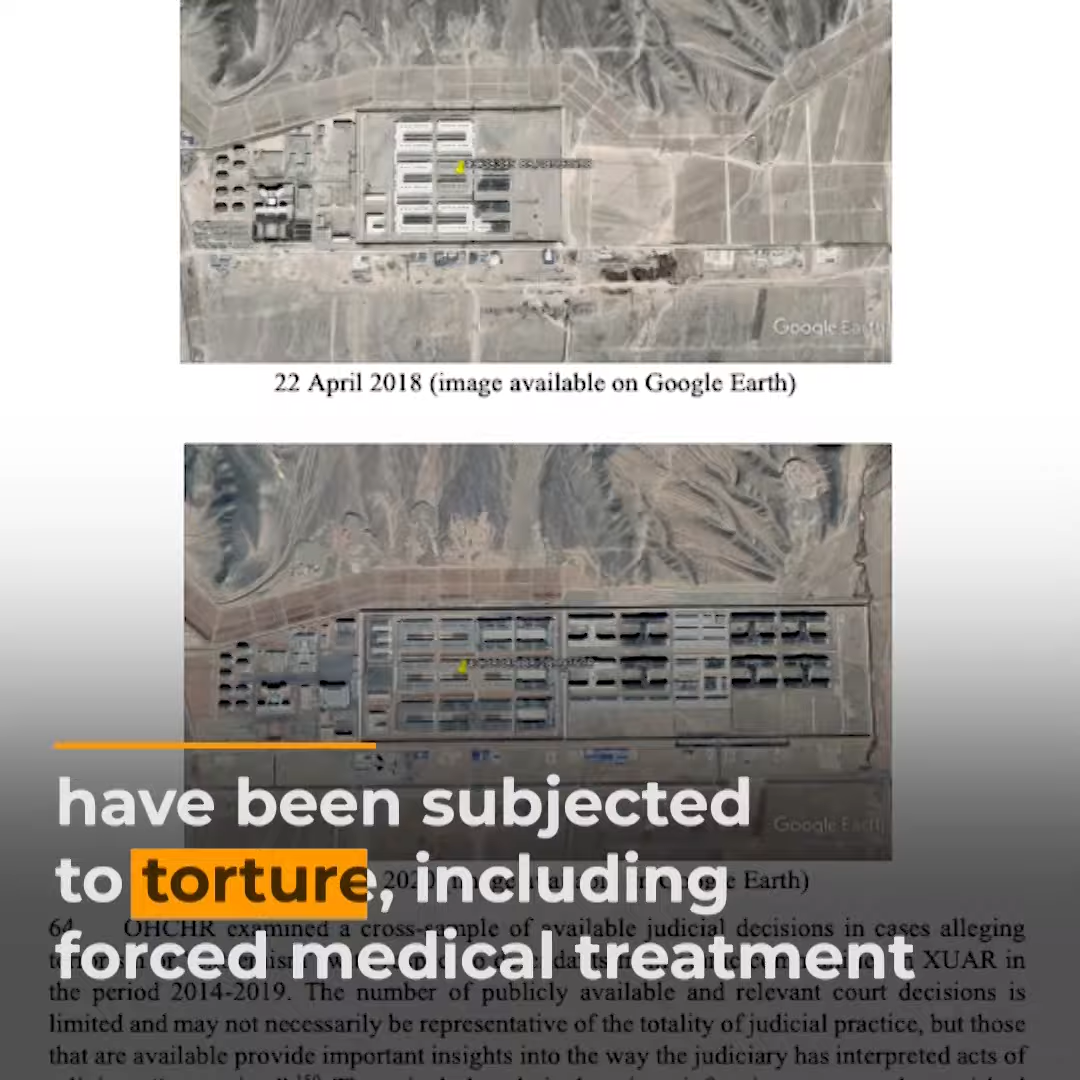 Google Earth
22 April 2018 (image available on Google Earth)
Google Earth
have been subjected
to torture, including
forced medical treatment
2020 Earth)
64. OHCHR examined a cross-sample of available judicial decisions in cases alleging
XUAR in
the period 2014-2019. The number of publicly available and relevant court decisions is
limited and may not necessarily be representative of the totality of judicial practice, but those
that are available provide important insights into the way the judiciary has interpreted acts of